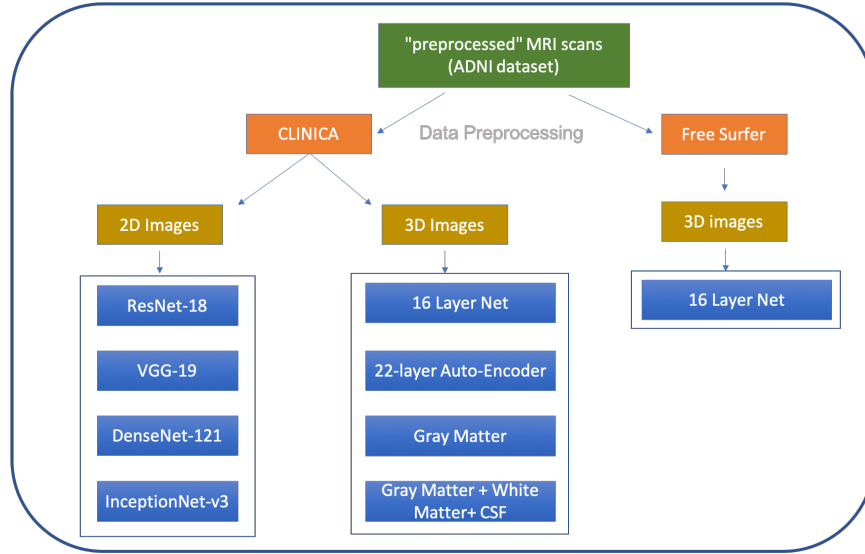 "preprocessed" MRI scans
(ADNI dataset)
CLINICA
Data Preprocessing
Free Surfer
2D Images
3D Images
3D images
ResNet-18
16 Layer Net
16 Layer Net
VGG-19
22-layer Auto-Encoder
DenseNet-121
Gray Matter
InceptionNet-v3
Gray Matter + White
Matter+ CSF